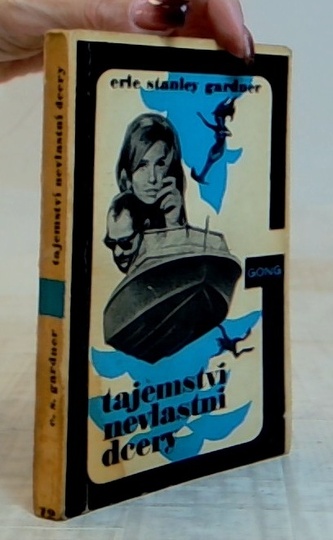 erle stanley gardner
GONG
tajemství
nevlastní
dcery
tajemství nevlastní dcery
e. s. gardner
12